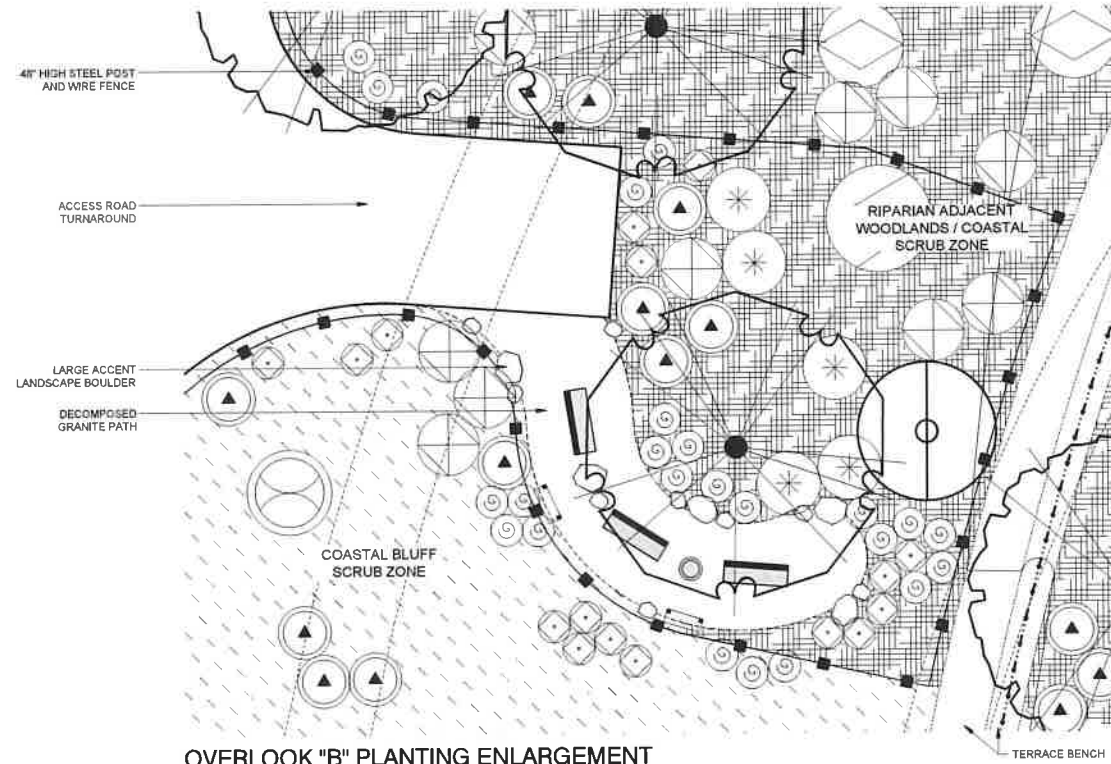 48" HIGH STEEL POST
AND WIRE FENCE
ACCESS ROAD
TURNAROUND
RIPARIAN ADJACENT
WOODLANDS / COASTAL
SCRUB ZONE
LARGE ACCENT
LANDSCAPE BOULDER
DECOMPOSED
GRANITE PATH
COASTAL BLUFF
SCRUB ZONE
OVERLOOK "B" PLANTING ENLARGEMENT
TERRACE BENCH